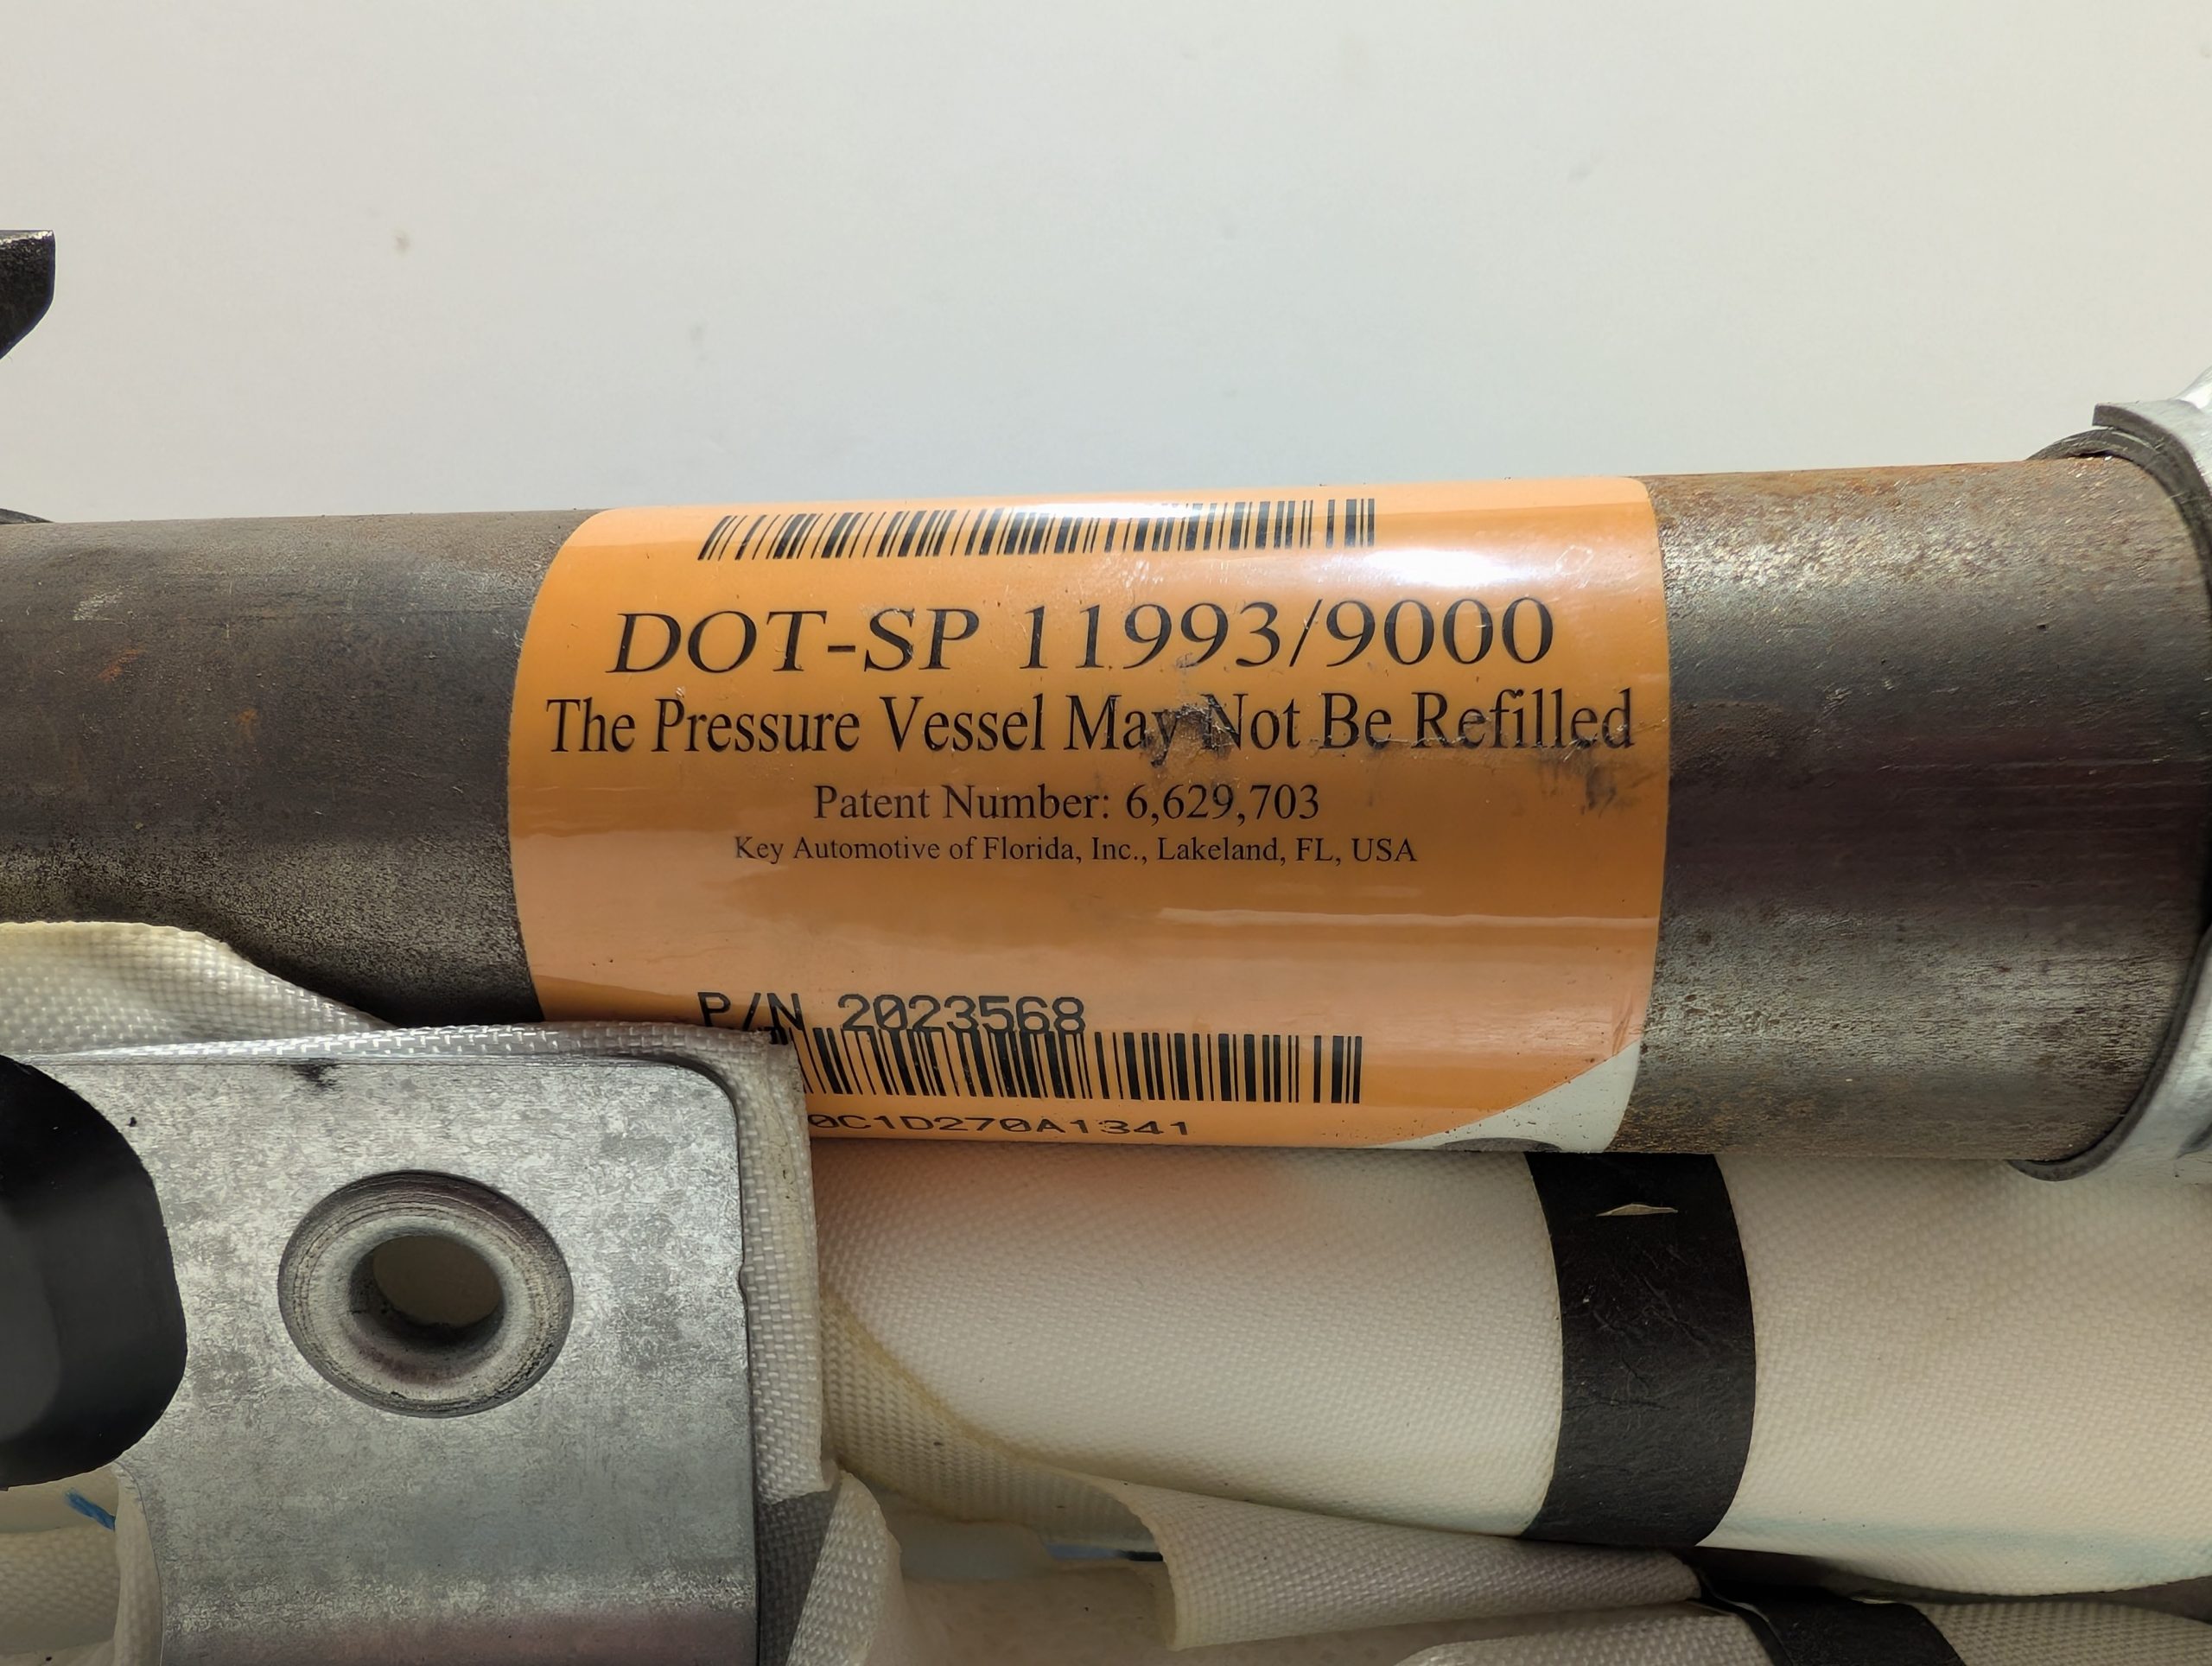 DOT-SP 11993/9000
The Pressure Vessel May Not Be Refilled
Patent Number: 6,629,703
Key Automotive of Florida, Inc., Lakeland, FL, USA
P/N 2023568
0C1D270A1341